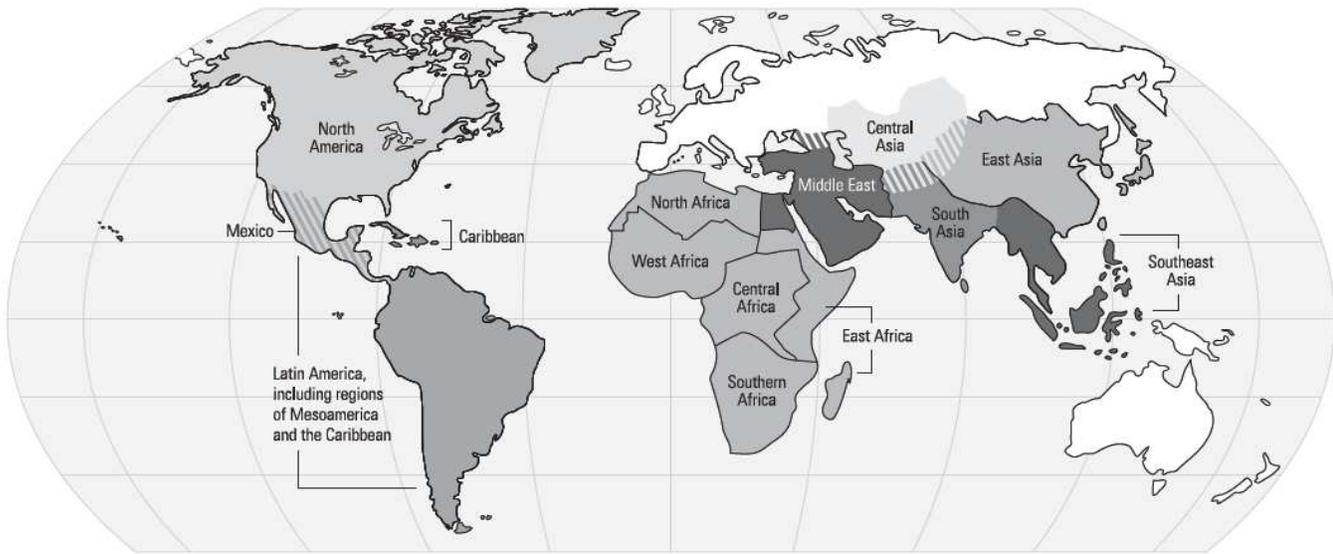 North
America
Central
Asia
East Asia
Middle East
North Africa
South
Asia
Mexico
Caribbean
West Africa
Southeast
Asia
Central
Africa
East Africa
Latin America,
including regions
of Mesoamerica
and the Caribbean
Southern
Africa